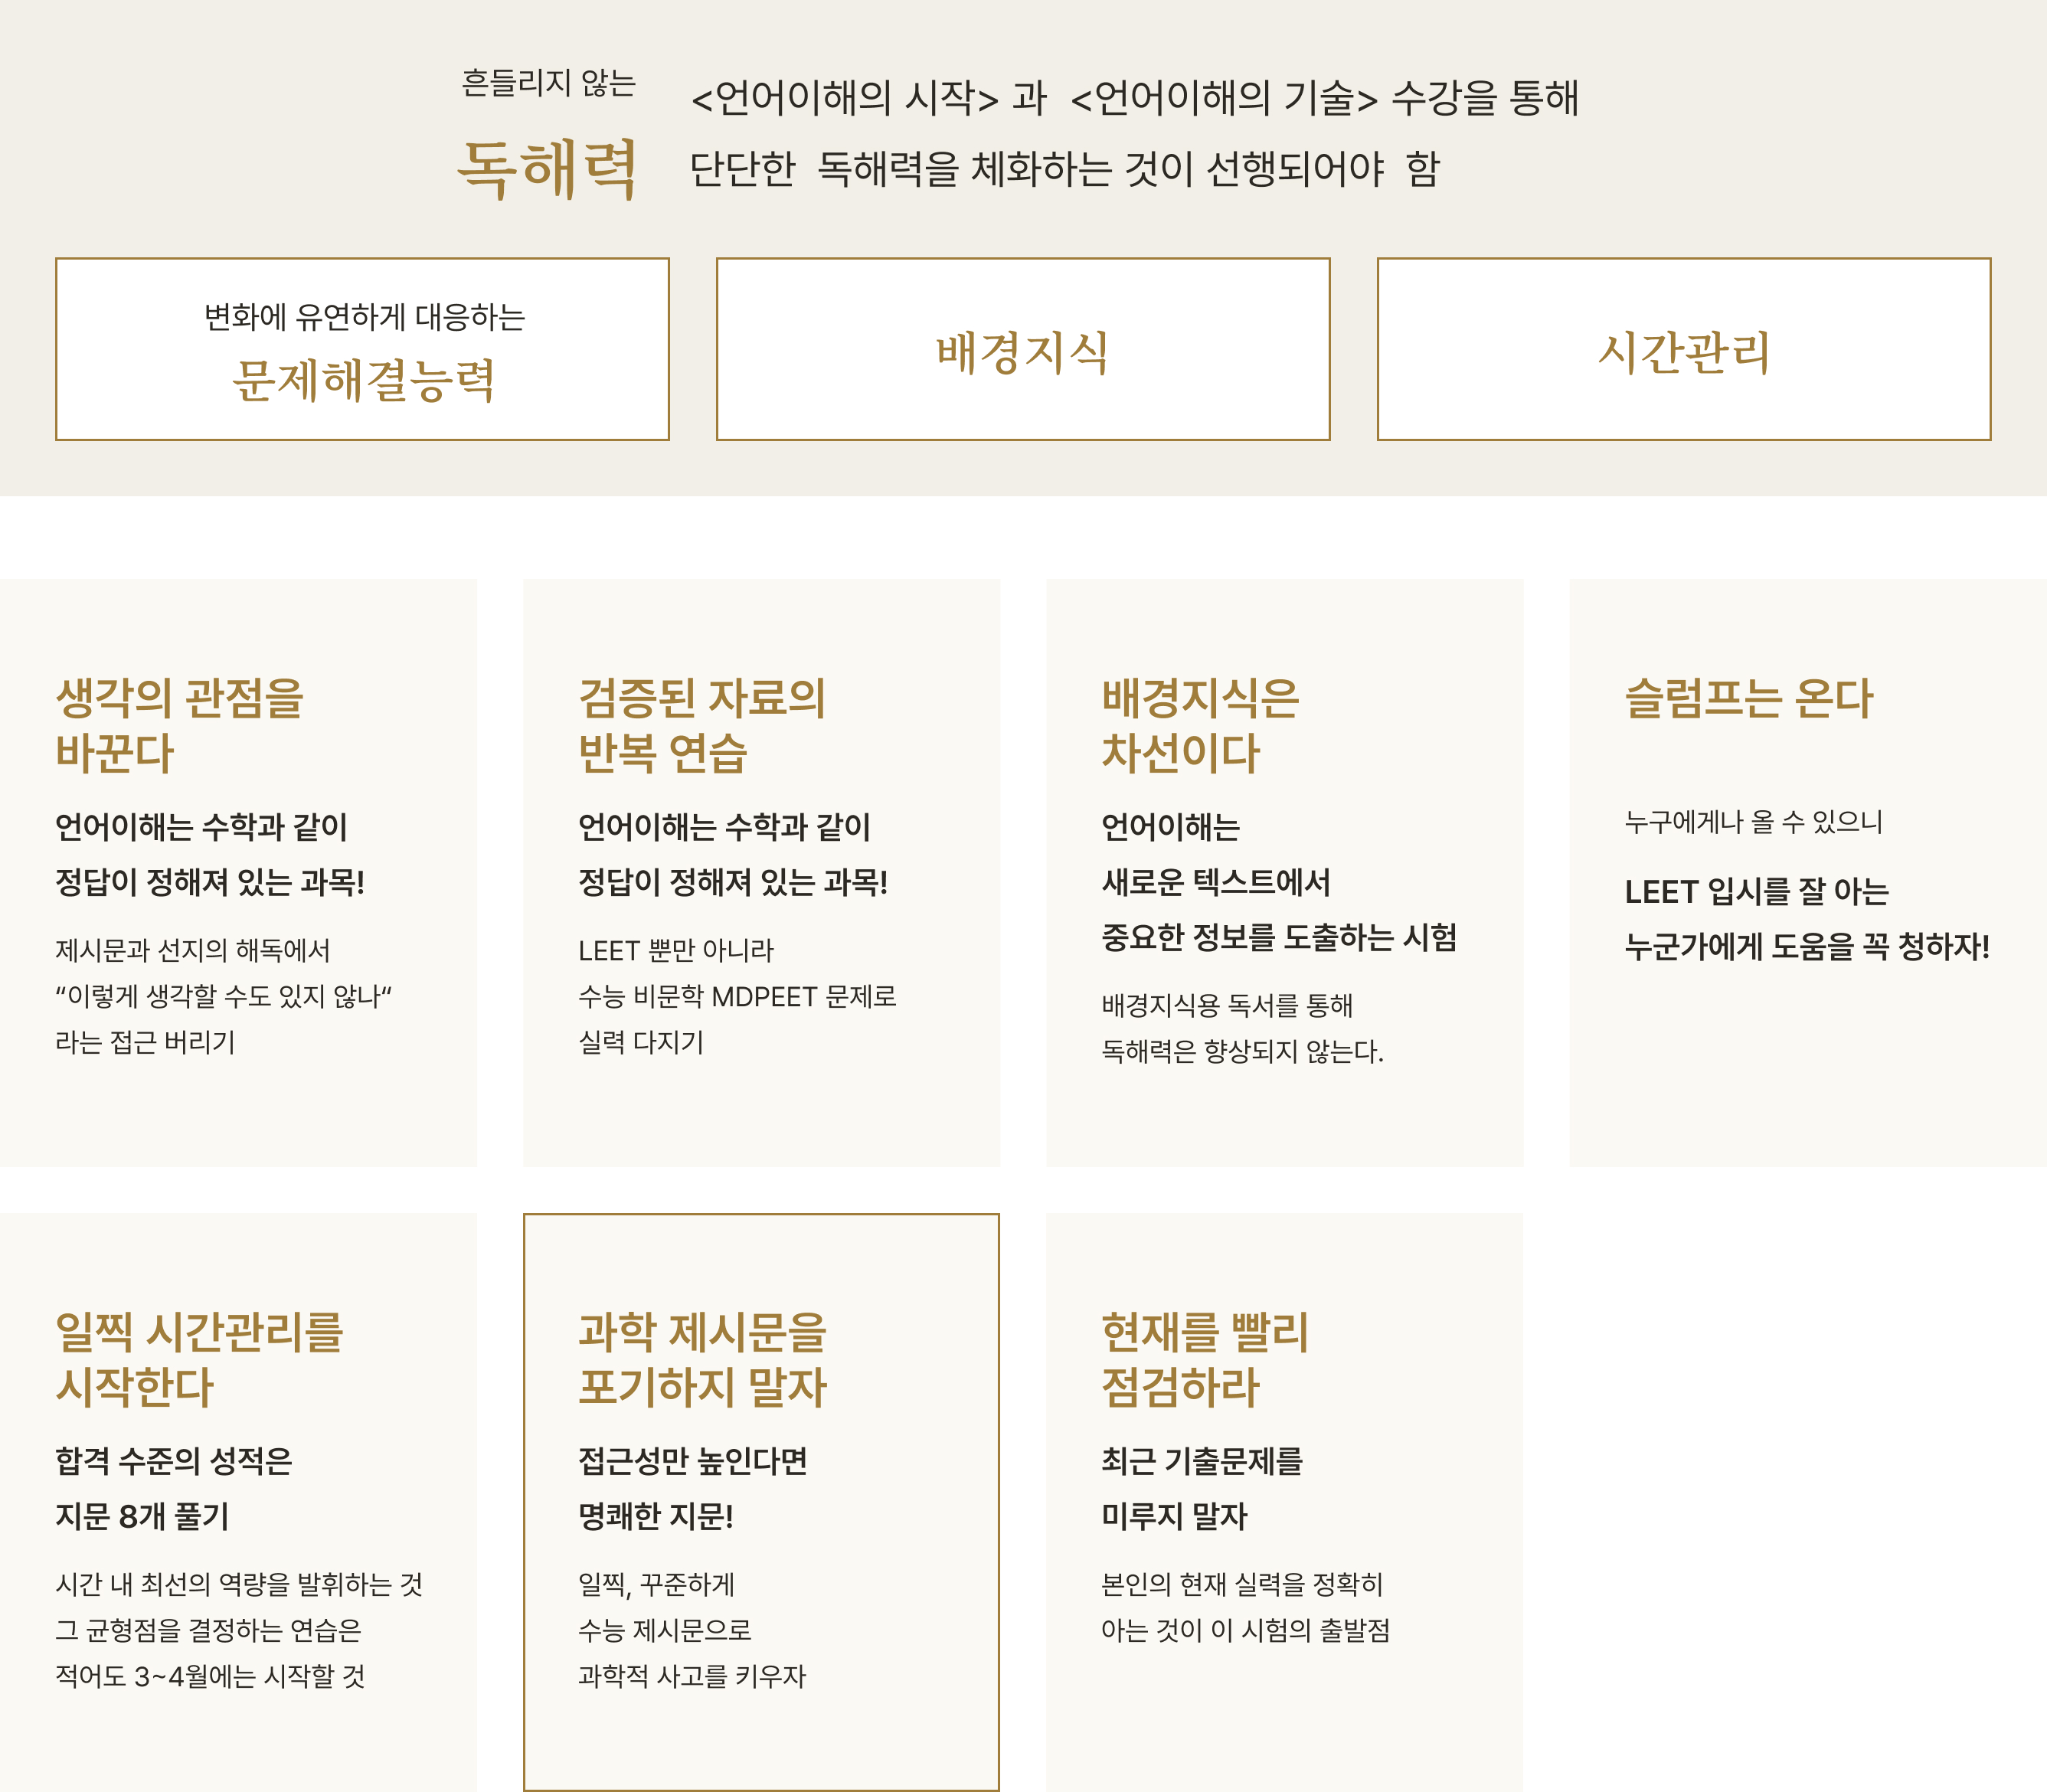 흔들리지 않는
독해력
<언어이해의 시작> 과 <언어이해의 기술> 수강을 통해
단단한 독해력을 체화하는 것이 선행되어야 함
변화에 유연하게 대응하는
문제해결능력
배경지식
시간관리
생각의 관점을
바꾼다
언어이해는 수학과 같이
정답이 정해져 있는 과목!
제시문과 선지의 해독에서
“이렇게 생각할 수도 있지 않나“
라는 접근 버리기
검증된 자료의
반복 연습
언어이해는 수학과 같이
정답이 정해져 있는 과목!
LEET 뿐만 아니라
수능 비문학 MDPEET 문제로
실력 다지기
배경지식은
차선이다
언어이해는
새로운 텍스트에서
중요한 정보를 도출하는 시험
배경지식용 독서를 통해
독해력은 향상되지 않는다.
슬럼프는 온다
누구에게나 올 수 있으니
LEET 입시를 잘 아는
누군가에게 도움을 꼭 청하자!
일찍 시간관리를
시작한다
합격 수준의 성적은
지문 8개 풀기
시간 내 최선의 역량을 발휘하는 것
그 균형점을 결정하는 연습은
적어도 3~4월에는 시작할 것
과학 제시문을
포기하지 말자
접근성만 높인다면
명쾌한 지문!
일찍, 꾸준하게
수능 제시문으로
과학적 사고를 키우자
현재를 빨리
점검하라
최근 기출문제를
미루지 말자
본인의 현재 실력을 정확히
아는 것이 이 시험의 출발점